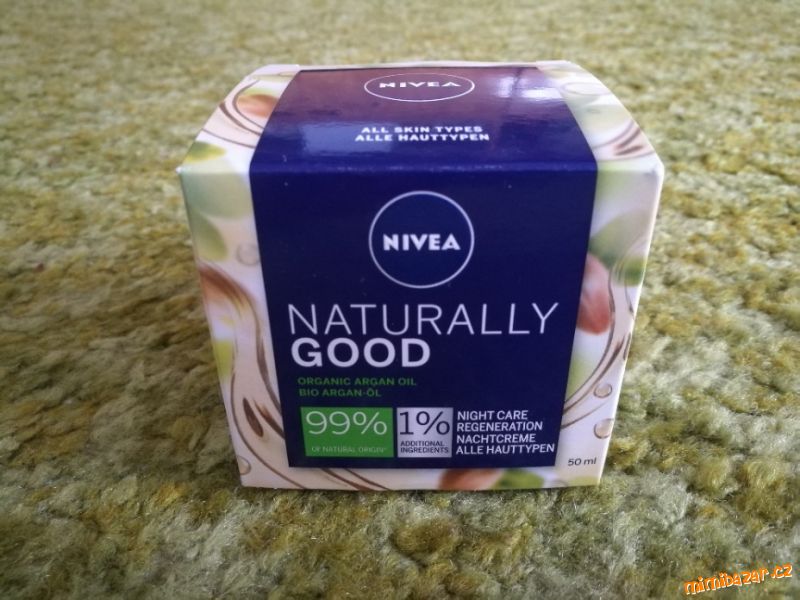 NIVEA
ALL SKIN TYPES
ALLE HAUTTYPEN
NIVEA
NATURALLY
GOOD
ORGANIC ARGAN OIL
BIO ARGAN-ÖL
99%
OF NATURAL ORIGIN*
1%
ADDITIONAL
INGREDIENTS
NIGHT CARE
REGENERATION
NACHTCREME
ALLE HAUTTYPEN
50 ml
mimibazar.cz